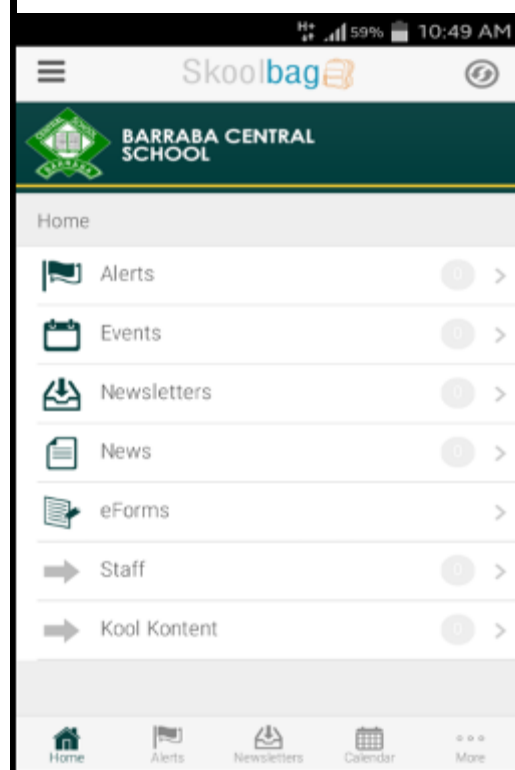 H+ 59% 10:49 AM
Skoolbag
BARRABA CENTRAL
SCHOOL
Home
Alerts 0
Events 0
Newsletters 0
News 0
eForms
Staff 0
Kool Kontent 0
Home Alerts Newsletters Calendar More